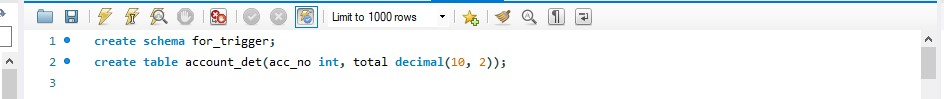 Limit to 1000 rows
1 create schema for_trigger;
2 create table account_det(acc_no int, total decimal(10, 2));
3